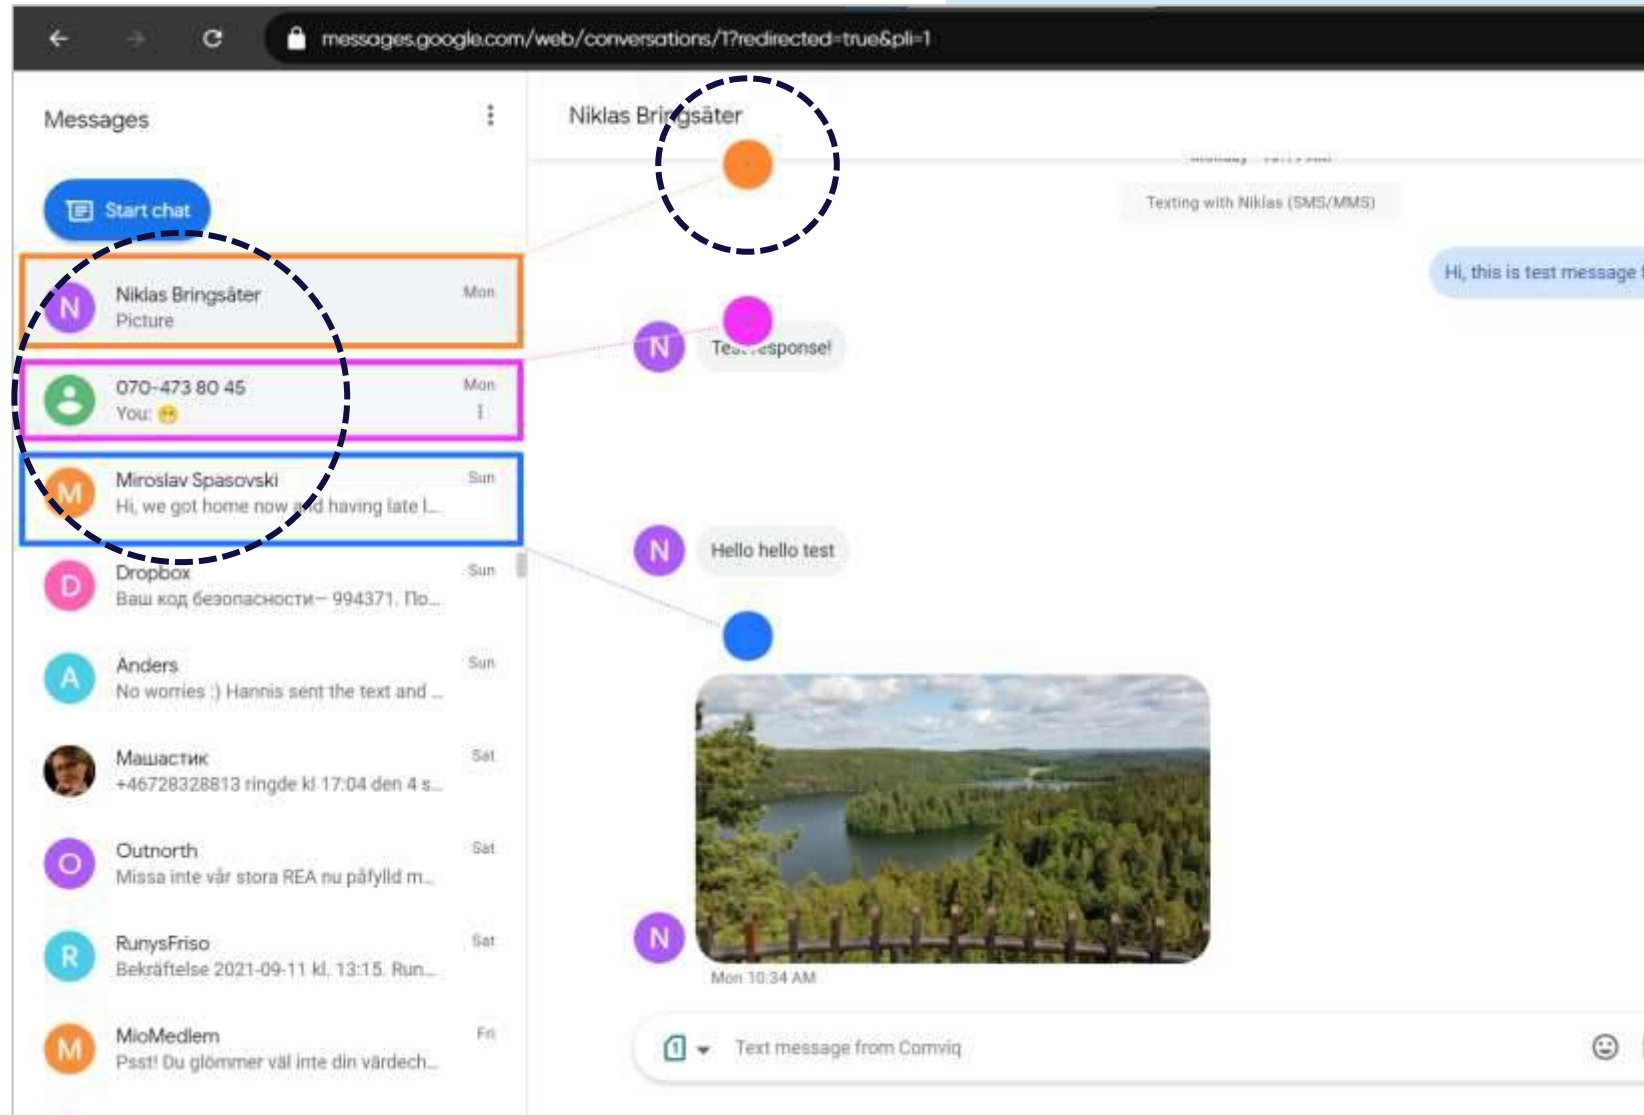 messages.google.com/web/conversations/1?redirected=true&pli=1
Messages
Start chat
N
Niklas Bringsäter
Mon
Picture
070-473 80 45
Mon
You: 😁
M
Miroslav Spasovski
Sun
Hi, we got home now and having late l...
D
Dropbox
Sun
Ваш код безопасности— 994371. По...
A
Anders
Sun
No worries :) Hannis sent the text and ...
Машастик
Sat
+46728328813 ringde kl 17:04 den 4 s...
O
Outnorth
Sat
Missa inte vår stora REA nu påfylld m...
R
RunysFriso
Sat
Bekräftelse 2021-09-11 kl. 13:15. Run...
M
MioMedlem
Fri
Psst! Du glömmer väl inte din värdech...
Niklas Bringsäter
Texting with Niklas (SMS/MMS)
Hi, this is test message
N
Test response!
N
Hello hello test
N
Mon 10:34 AM
1
Text message from Comviq